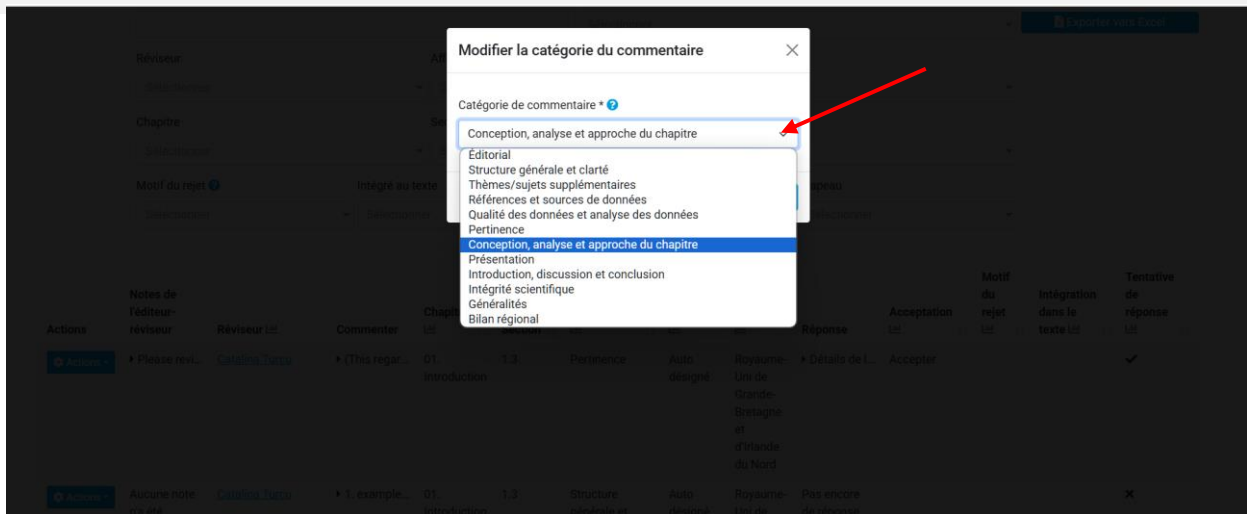 Exporter vers Excel
Modifier la catégorie du commentaire
Réviseur
Catégorie de commentaire *
Chapitre
Conception, analyse et approche du chapitre
Éditorial
Structure générale et clarté
Thèmes/sujets supplémentaires
Motif du rejet
Intégré au texte
Références et sources de données
Qualité des données et analyse des données
Pertinence
Conception, analyse et approche du chapitre
Présentation
Introduction, discussion et conclusion
Intégrité scientifique
Généralités
Bilan régional
Actions
Notes de
l'éditeur-
réviseur
Réviseur
Commenter
Section
Réponse
Acceptation
Motif
du
rejet
Intégration
dans le
texte
Tentative
de
réponse
Actions
Please revi...
Catalina Turcu
(This regar...
01.
Introduction
1.3
Pertinence
Auto
désigné
Royaume-
Uni de
Grande-
Bretagne
et
d'Irlande
du Nord
Détails de l...
Accepter
Actions
Aucune note
n'a été
Catalina Turcu
1. example...
01.
Introduction
1.3
Structure
générale et
Auto
désigné
Royaume-
Uni de
Pas encore
de réponse